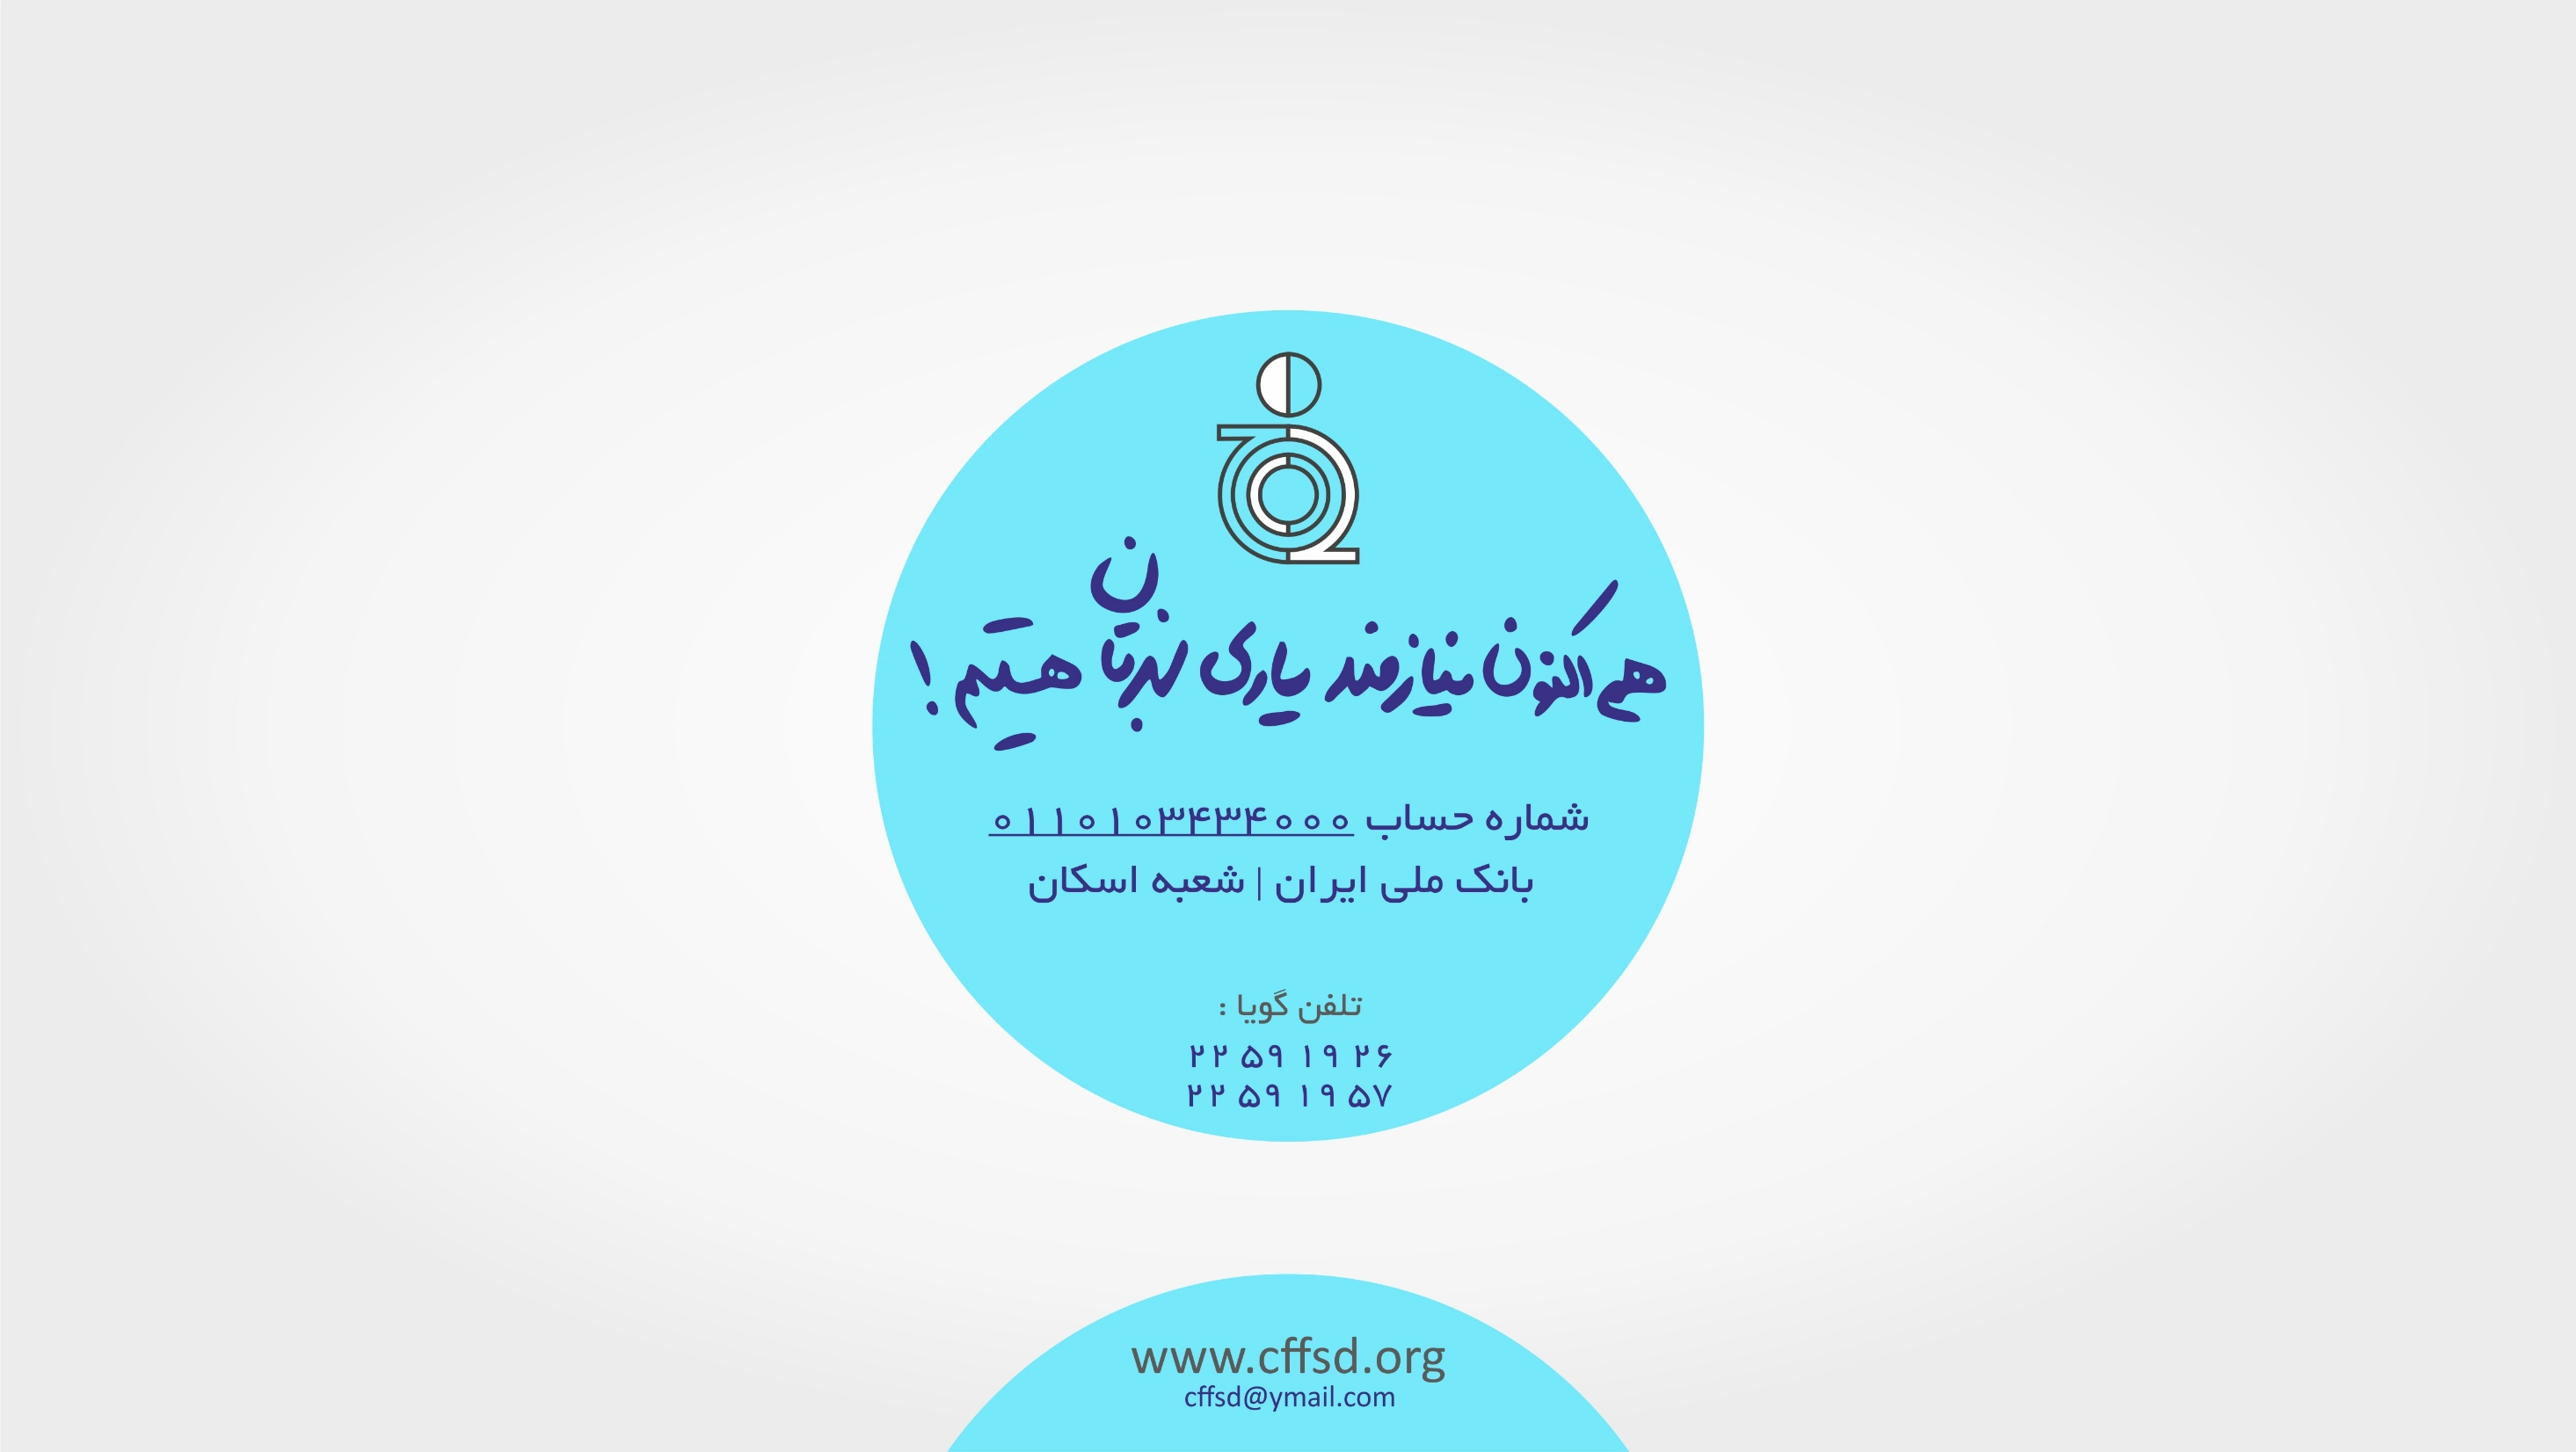 هم اکنون نیازمند یاری سبزتان هستیم !
شماره حساب ۰۱۱۰۱۰۳۴۳۴۰۰۰
بانک ملی ایران | شعبه اسکان
تلفن گویا :
۲۲ ۵۹ ۱۹ ۲۶
۲۲ ۵۹ ۱۹ ۵۷
www.cffsd.org
cffsd@ymail.com